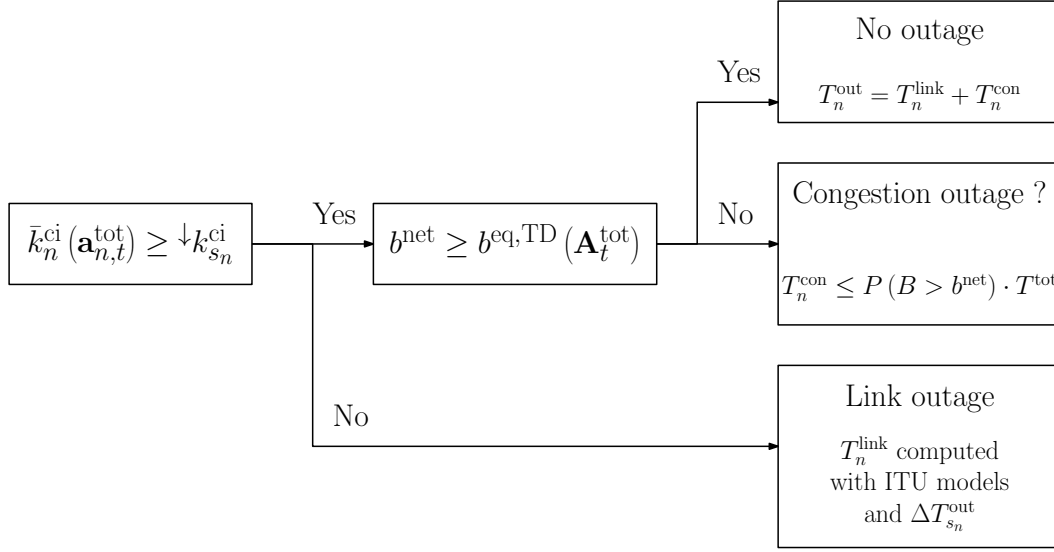 No outage
Yes
T_n^out = T_n^link + T_n^con
Congestion outage ?
Yes
No
k̄_n^ci (a_{n,t}^tot) ≥ ↓k_{s_n}^ci
b^net ≥ b^{eq,TD} (A_t^tot)
T_n^con ≤ P (B > b^net) · T^tot
Link outage
No
T_n^link computed
with ITU models
and ΔT_{s_n}^out